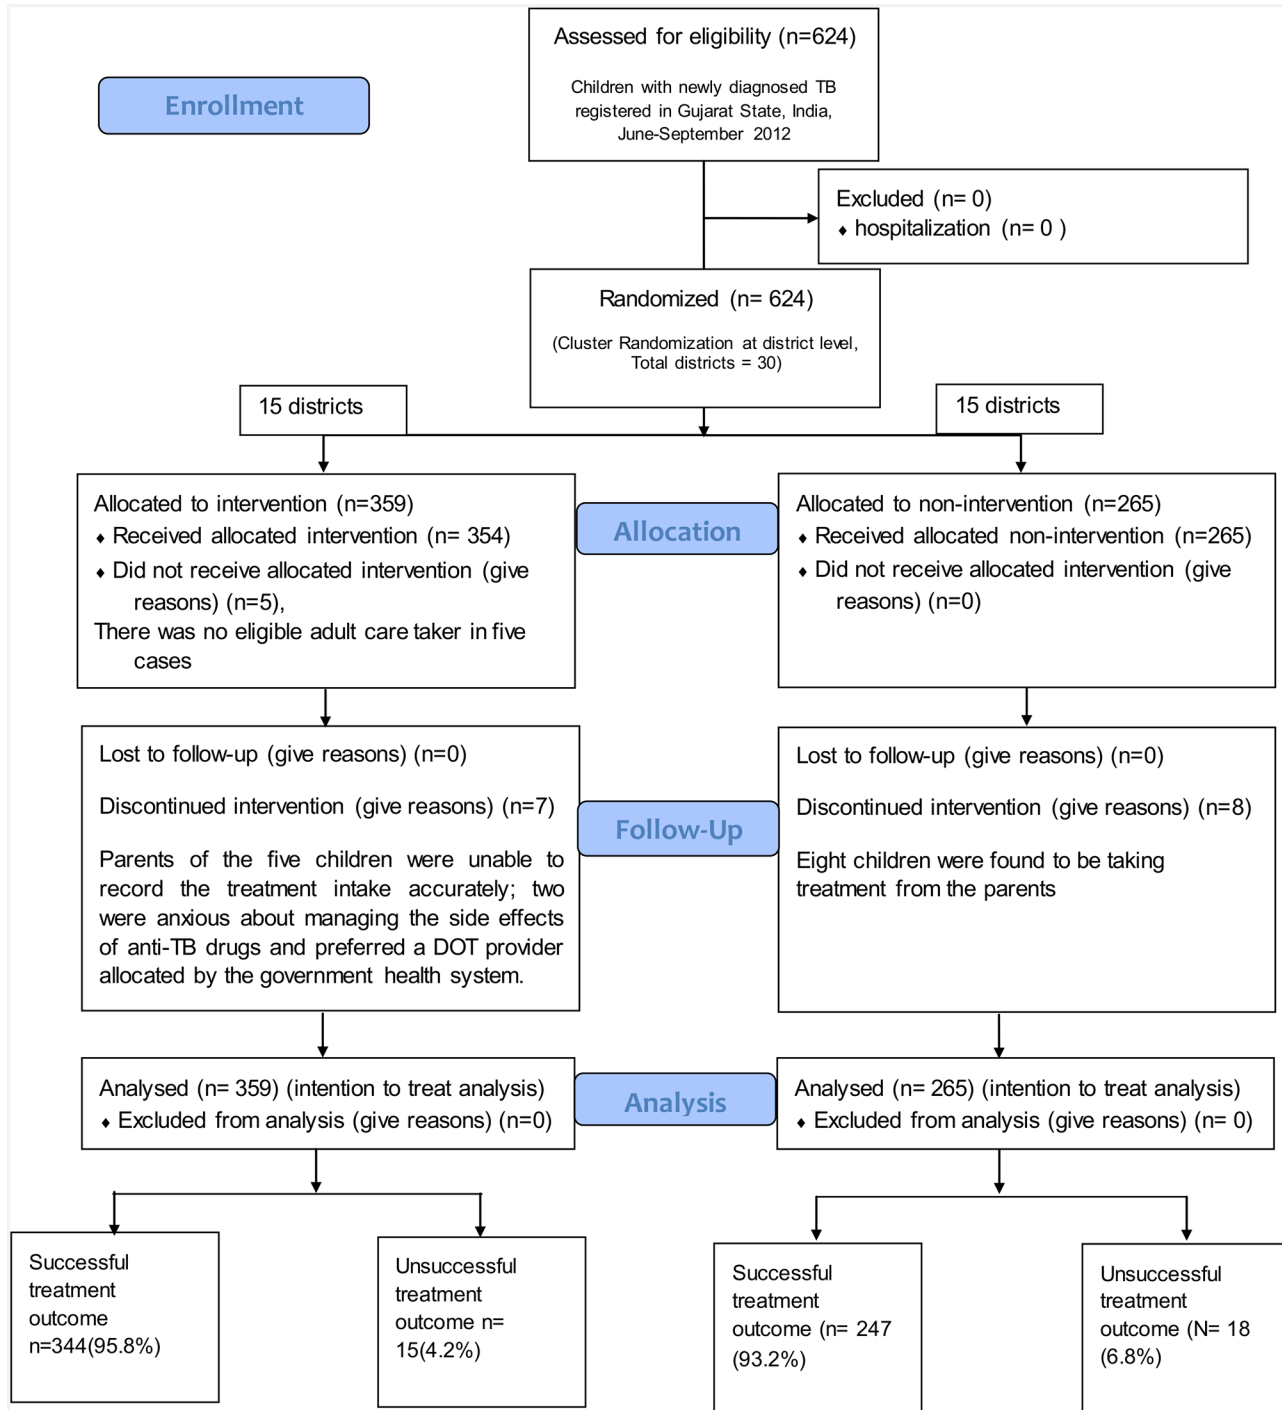 Assessed for eligibility (n=624)
Children with newly diagnosed TB
registered in Gujarat State, India,
June-September 2012
Enrollment
Excluded (n= 0)
♦ hospitalization (n= 0 )
Randomized (n= 624)
(Cluster Randomization at district level,
Total districts = 30)
15 districts
15 districts
Allocated to intervention (n=359)
♦ Received allocated intervention (n= 354)
♦ Did not receive allocated intervention (give
reasons) (n=5),
There was no eligible adult care taker in five
cases
Allocation
Allocated to non-intervention (n=265)
♦ Received allocated non-intervention (n=265)
♦ Did not receive allocated intervention (give
reasons) (n=0)
Lost to follow-up (give reasons) (n=0)
Discontinued intervention (give reasons) (n=7)
Parents of the five children were unable to
record the treatment intake accurately; two
were anxious about managing the side effects
of anti-TB drugs and preferred a DOT provider
allocated by the government health system.
Follow-Up
Lost to follow-up (give reasons) (n=0)
Discontinued intervention (give reasons) (n=8)
Eight children were found to be taking
treatment from the parents
Analysed (n= 359) (intention to treat analysis)
♦ Excluded from analysis (give reasons) (n=0)
Analysis
Analysed (n= 265) (intention to treat analysis)
♦ Excluded from analysis (give reasons) (n= 0)
Successful
treatment
outcome
n=344(95.8%)
Unsuccessful
treatment
outcome n=
15(4.2%)
Successful
treatment
outcome (n= 247
(93.2%)
Unsuccessful
treatment
outcome (N= 18
(6.8%)